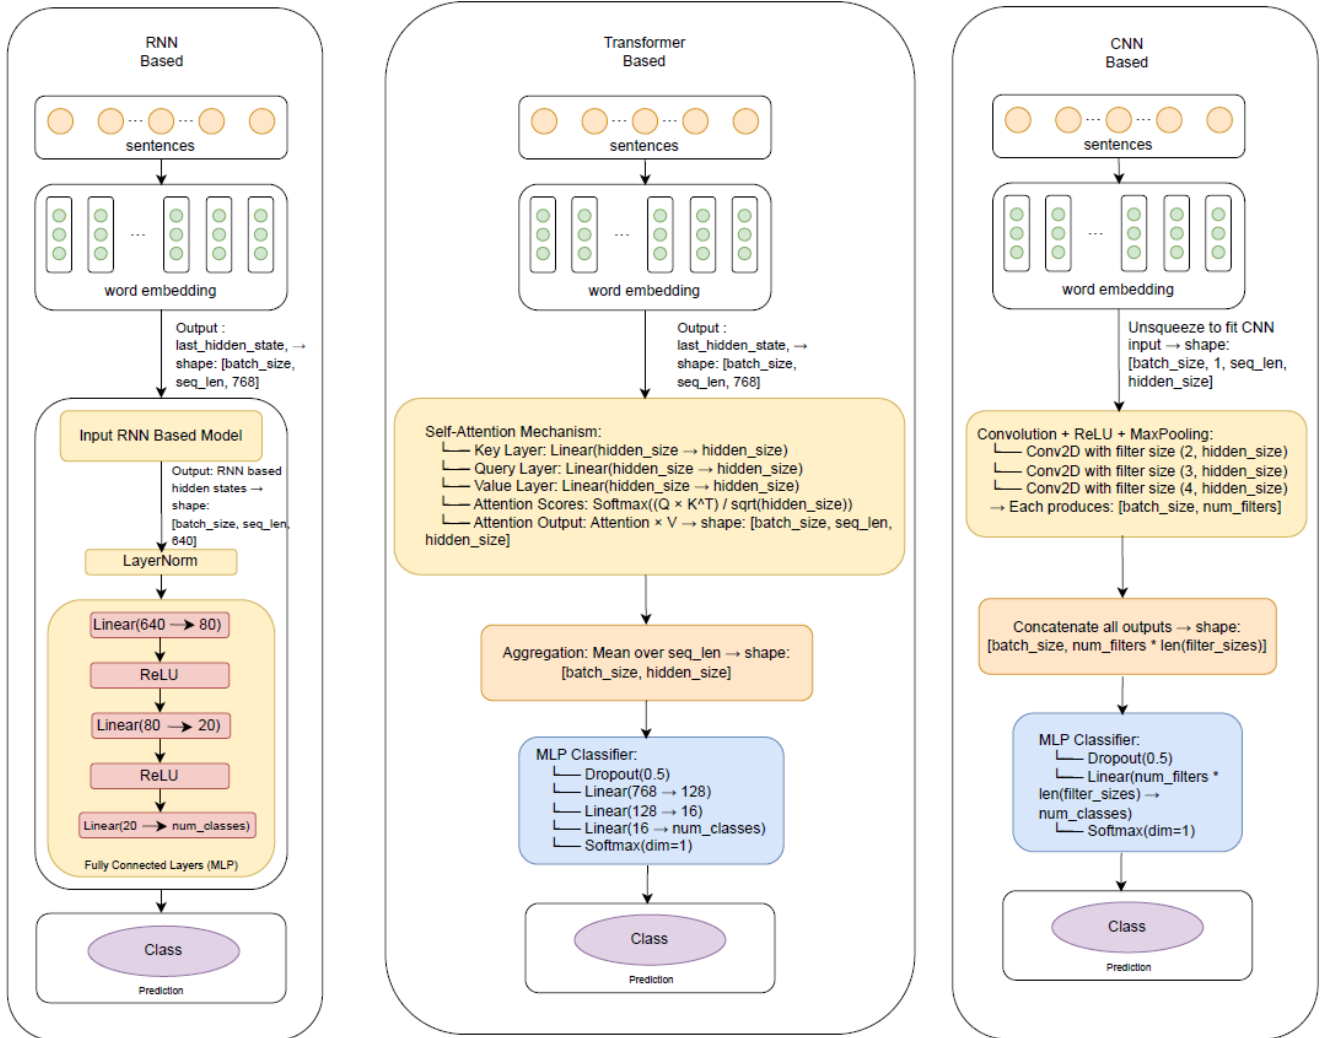 RNN
Based
sentences
...
word embedding
Output :
last_hidden_state, →
shape: [batch_size,
seq_len, 768]
Input RNN Based Model
Output: RNN based
hidden states →
shape:
[batch_size, seq_len,
640]
LayerNorm
Linear(640 → 80)
ReLU
Linear(80 → 20)
ReLU
Linear(20 → num_classes)
Fully Connected Layers (MLP)
Class
Prediction
Transformer
Based
sentences
...
word embedding
Output :
last_hidden_state, →
shape: [batch_size,
seq_len, 768]
Self-Attention Mechanism:
└── Key Layer: Linear(hidden_size → hidden_size)
└── Query Layer: Linear(hidden_size → hidden_size)
└── Value Layer: Linear(hidden_size → hidden_size)
└── Attention Scores: Softmax((Q × K^T) / sqrt(hidden_size))
└── Attention Output: Attention × V → shape: [batch_size, seq_len,
hidden_size]
Aggregation: Mean over seq_len → shape:
[batch_size, hidden_size]
MLP Classifier:
└── Dropout(0.5)
└── Linear(768 → 128)
└── Linear(128 → 16)
└── Linear(16 → num_classes)
└── Softmax(dim=1)
Class
Prediction
CNN
Based
sentences
...
word embedding
Unsqueeze to fit CNN
input → shape:
[batch_size, 1, seq_len,
hidden_size]
Convolution + ReLU + MaxPooling:
└── Conv2D with filter size (2, hidden_size)
└── Conv2D with filter size (3, hidden_size)
└── Conv2D with filter size (4, hidden_size)
→ Each produces: [batch_size, num_filters]
Concatenate all outputs → shape:
[batch_size, num_filters * len(filter_sizes)]
MLP Classifier:
└── Dropout(0.5)
└── Linear(num_filters *
len(filter_sizes) →
num_classes)
└── Softmax(dim=1)
Class
Prediction